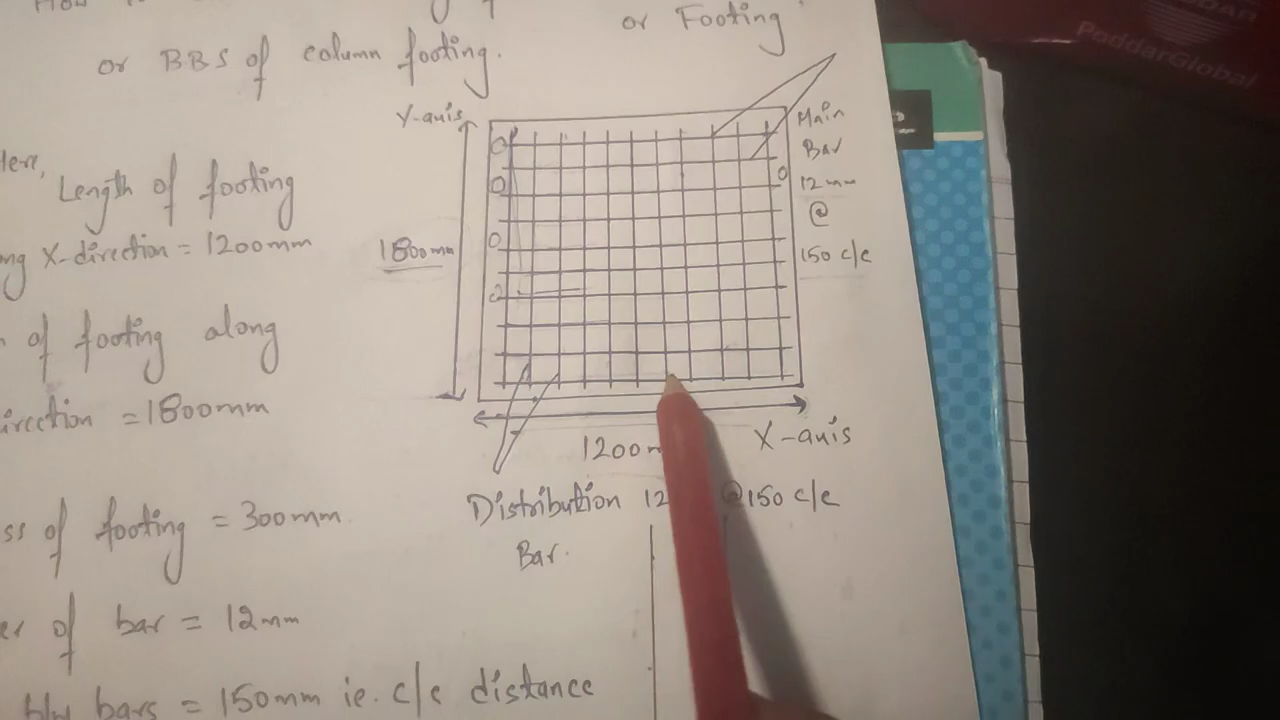 or BBS of column footing.
or Footing
Y-axis
Main
Bar
12mm
@
150 c/c
Here,
Length of footing
X-direction = 1200mm
1800mm
of footing along
= 1800mm
1200
X-axis
of footing = 300mm
Distribution 12 @150 c/c
Bar.
of bar = 12mm
bars = 150mm ie. c/c distance
PoddarGlobal